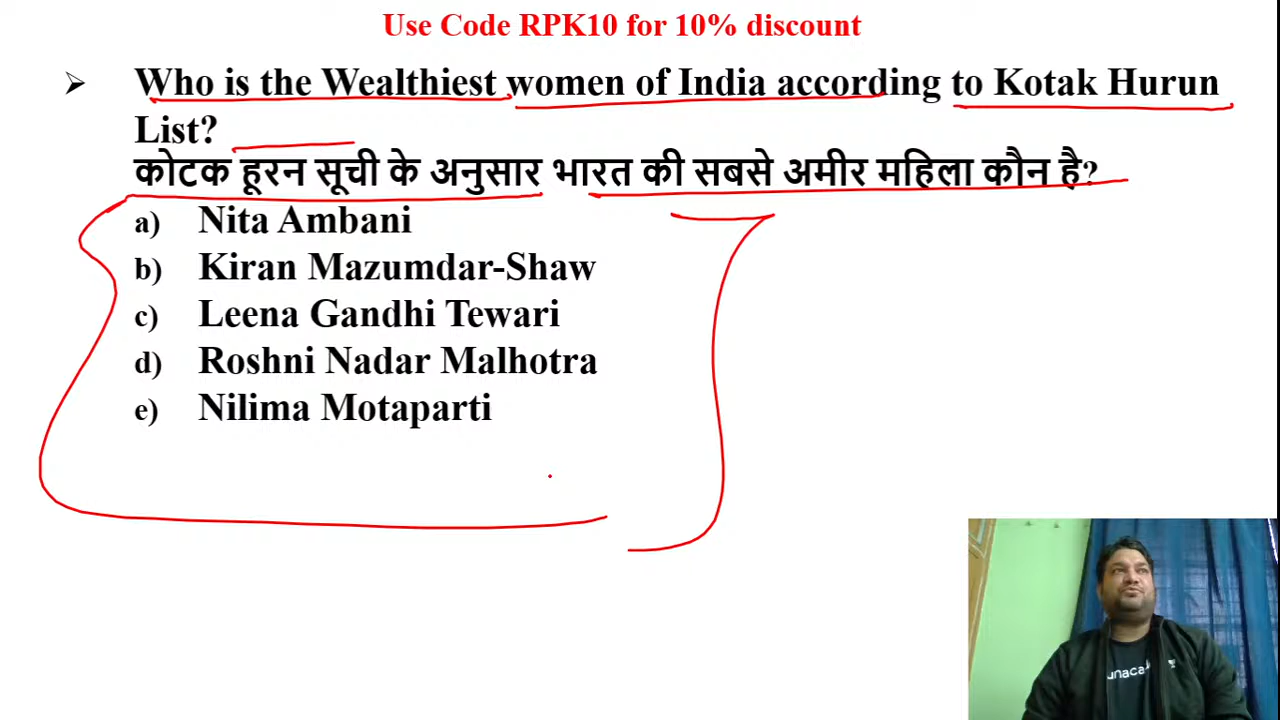 Use Code RPK10 for 10% discount
➢ Who is the Wealthiest women of India according to Kotak Hurun
List?
कोटक हूरन सूची के अनुसार भारत की सबसे अमीर महिला कौन है?
a) Nita Ambani
b) Kiran Mazumdar-Shaw
c) Leena Gandhi Tewari
d) Roshni Nadar Malhotra
e) Nilima Motaparti